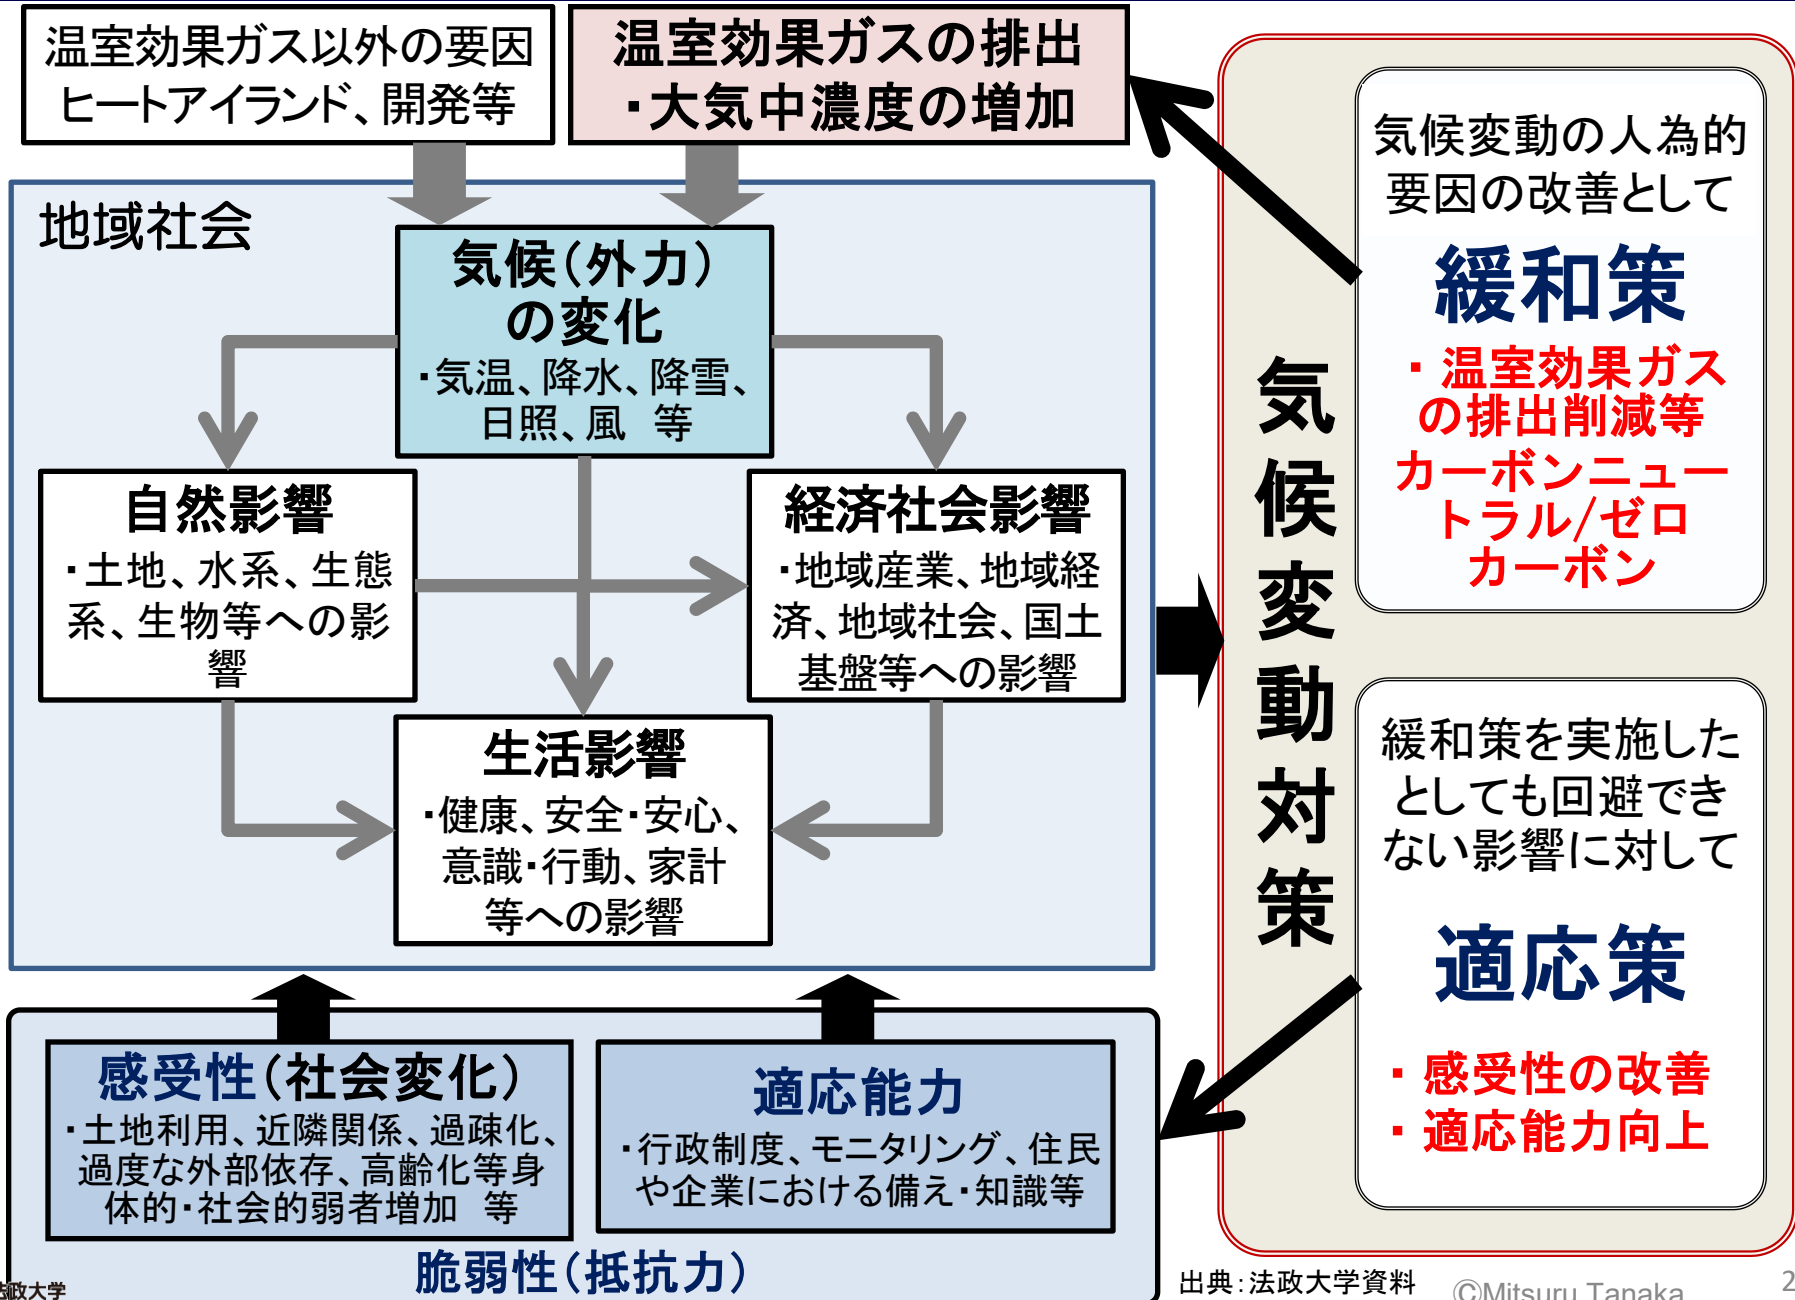 温室効果ガス以外の要因
ヒートアイランド、開発等
温室効果ガスの排出
・大気中濃度の増加
地域社会
気候(外力)
の変化
・気温、降水、降雪、
日照、風　等
自然影響
・土地、水系、生態
系、生物等への影
響
経済社会影響
・地域産業、地域経
済、地域社会、国土
基盤等への影響
生活影響
・健康、安全・安心、
意識・行動、家計
等への影響
感受性(社会変化)
・土地利用、近隣関係、過疎化、
過度な外部依存、高齢化等身
体的・社会的弱者増加　等
適応能力
・行政制度、モニタリング、住民
や企業における備え・知識等
脆弱性(抵抗力)
気候変動対策
気候変動の人為的
要因の改善として
緩和策
・温室効果ガス
の排出削減等
カーボンニュー
トラル/ゼロ
カーボン
緩和策を実施した
としても回避でき
ない影響に対して
適応策
・感受性の改善
・適応能力向上
法政大学
出典：法政大学資料
©Mitsuru Tanaka
2